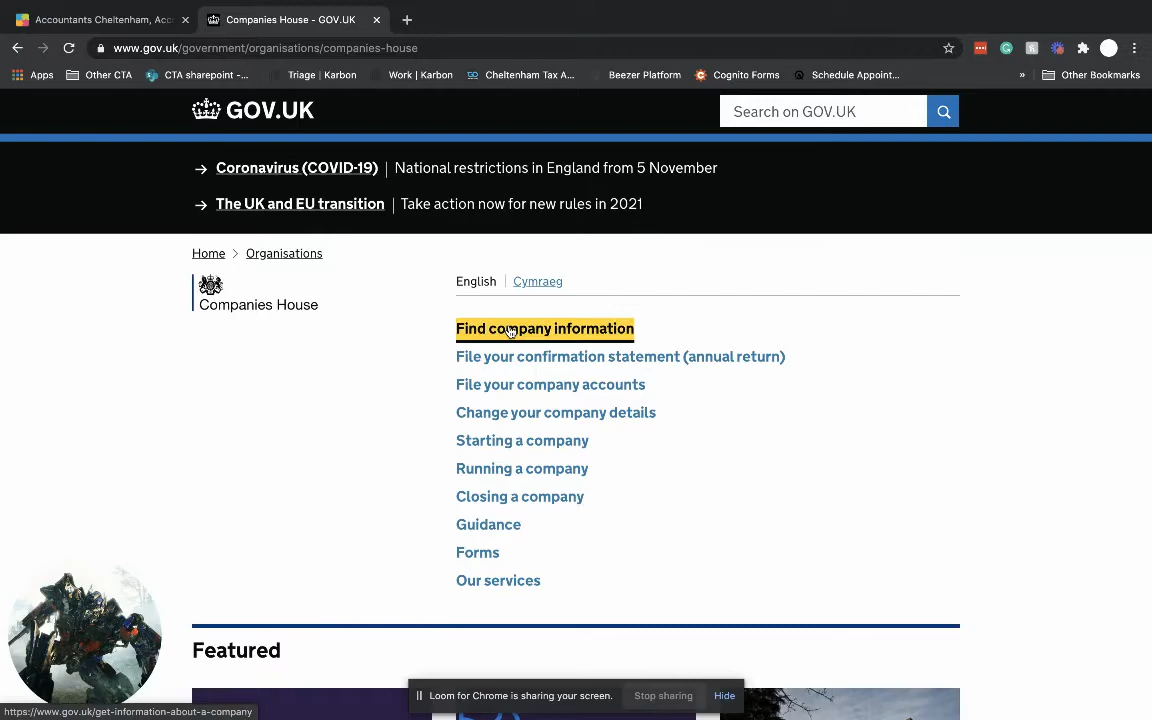 Accountants Cheltenham, Acco
Companies House - GOV.UK
www.gov.uk/government/organisations/companies-house
Apps
Other CTA
CTA sharepoint -...
Triage | Karbon
Work | Karbon
Cheltenham Tax A...
Beezer Platform
Cognito Forms
Schedule Appoint...
»
Other Bookmarks
GOV.UK
Search on GOV.UK
→ Coronavirus (COVID-19) | National restrictions in England from 5 November
→ The UK and EU transition | Take action now for new rules in 2021
Home > Organisations
Companies House
English | Cymraeg
Find company information
File your confirmation statement (annual return)
File your company accounts
Change your company details
Starting a company
Running a company
Closing a company
Guidance
Forms
Our services
Featured
Loom for Chrome is sharing your screen.
Stop sharing
Hide
https://www.gov.uk/get-information-about-a-company